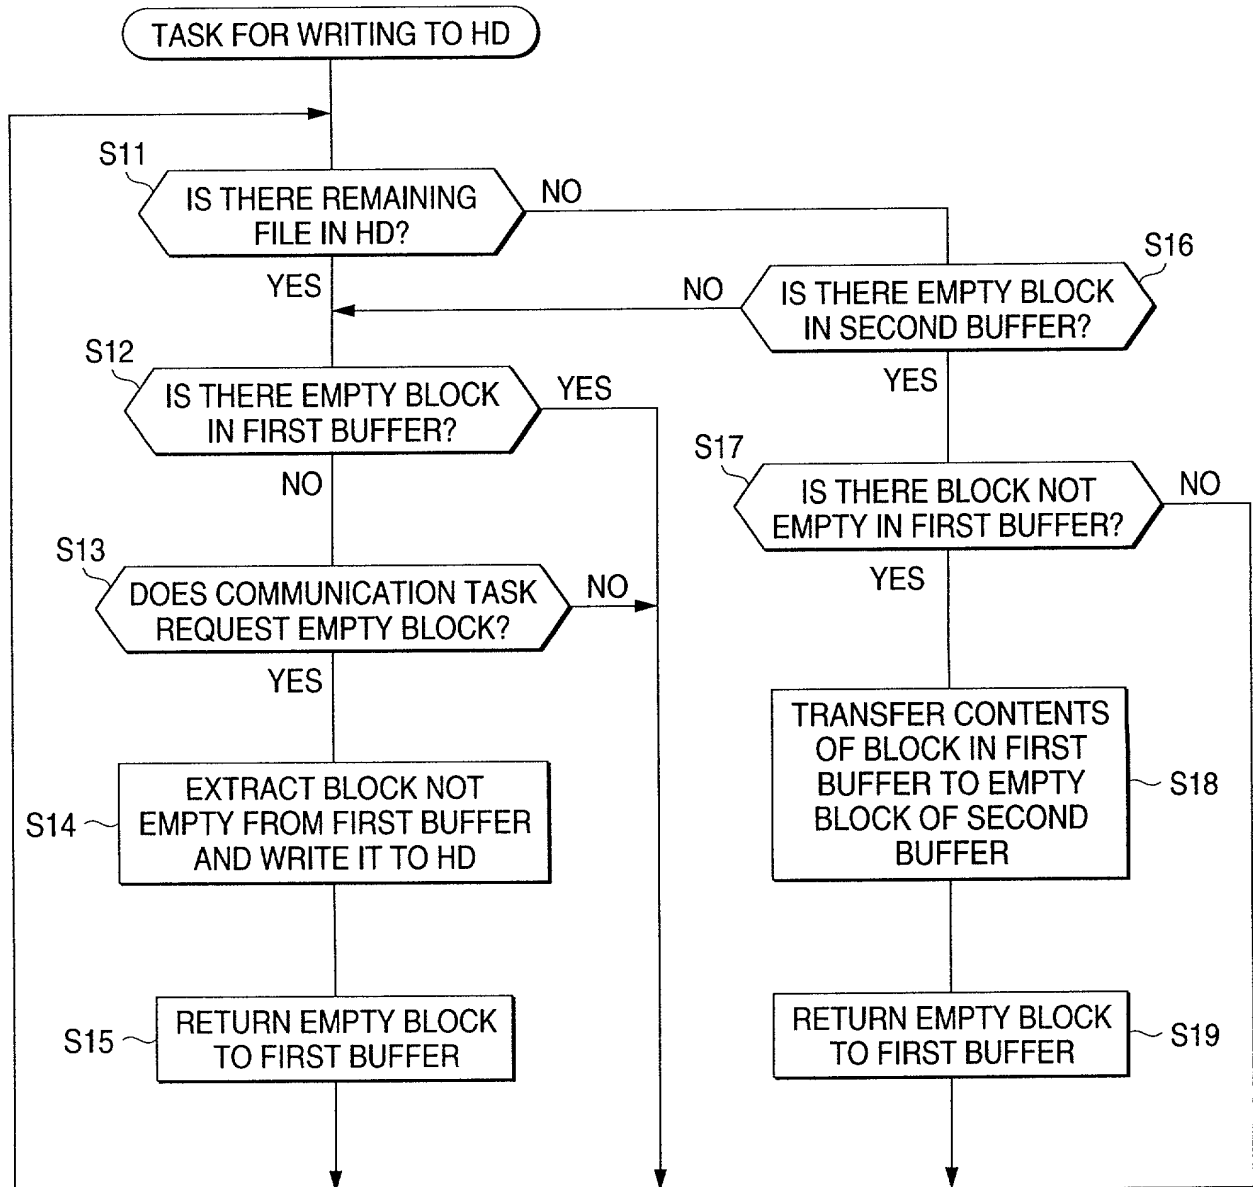 TASK FOR WRITING TO HD
S11
IS THERE REMAINING
FILE IN HD?
NO
YES
S16
IS THERE EMPTY BLOCK
IN SECOND BUFFER?
NO
YES
S12
IS THERE EMPTY BLOCK
IN FIRST BUFFER?
YES
NO
S17
IS THERE BLOCK NOT
EMPTY IN FIRST BUFFER?
NO
YES
S13
DOES COMMUNICATION TASK
REQUEST EMPTY BLOCK?
NO
YES
S14
EXTRACT BLOCK NOT
EMPTY FROM FIRST BUFFER
AND WRITE IT TO HD
TRANSFER CONTENTS
OF BLOCK IN FIRST
BUFFER TO EMPTY
BLOCK OF SECOND
BUFFER
S18
S15
RETURN EMPTY BLOCK
TO FIRST BUFFER
RETURN EMPTY BLOCK
TO FIRST BUFFER
S19